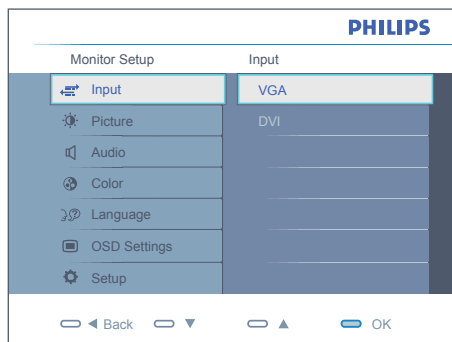 PHILIPS
Monitor Setup
Input
Input
VGA
Picture
DVI
Audio
Color
Language
OSD Settings
Setup
Back
OK